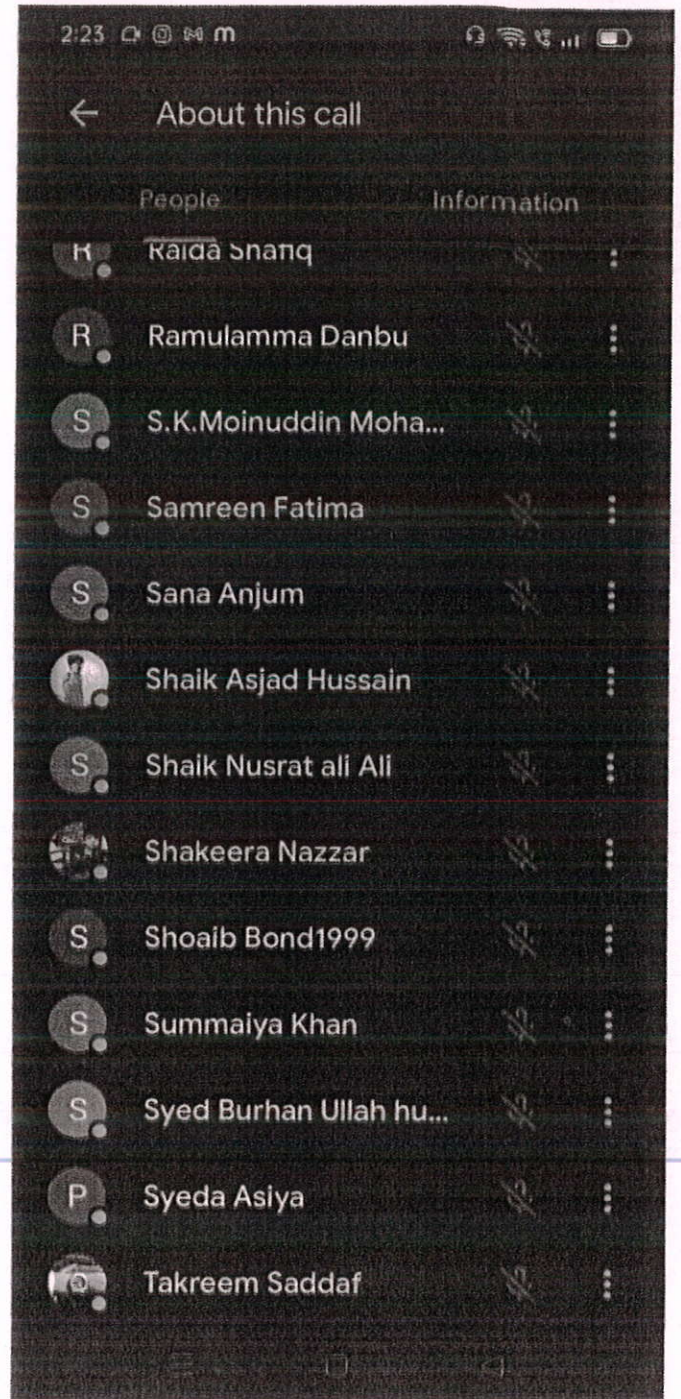 2:23 M m
About this call
People Information
R Raida Shafiq
R Ramulamma Danbu
S S.K.Moinuddin Moha...
S Samreen Fatima
S Sana Anjum
Shaik Asjad Hussain
S Shaik Nusrat ali Ali
Shakeera Nazzar
S Shoaib Bond1999
S Summaiya Khan
S Syed Burhan Ullah hu...
P Syeda Asiya
Takreem Saddaf